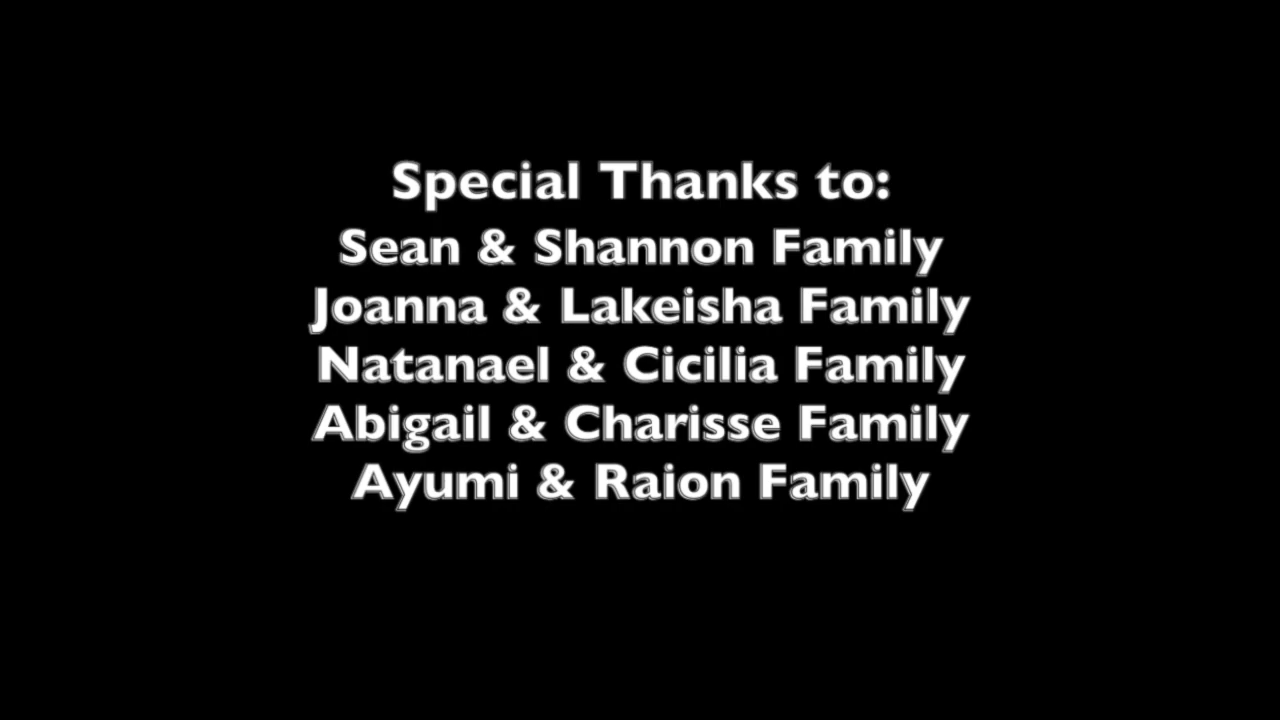 Special Thanks to:
Sean & Shannon Family
Joanna & Lakeisha Family
Natanael & Cicilia Family
Abigail & Charisse Family
Ayumi & Raion Family